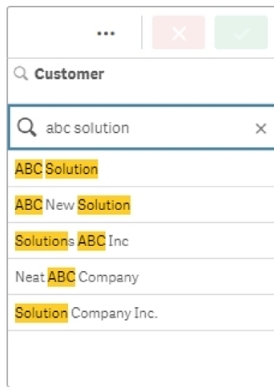 Customer
abc solution
ABC Solution
ABC New Solution
Solutions ABC Inc
Neat ABC Company
Solution Company Inc.